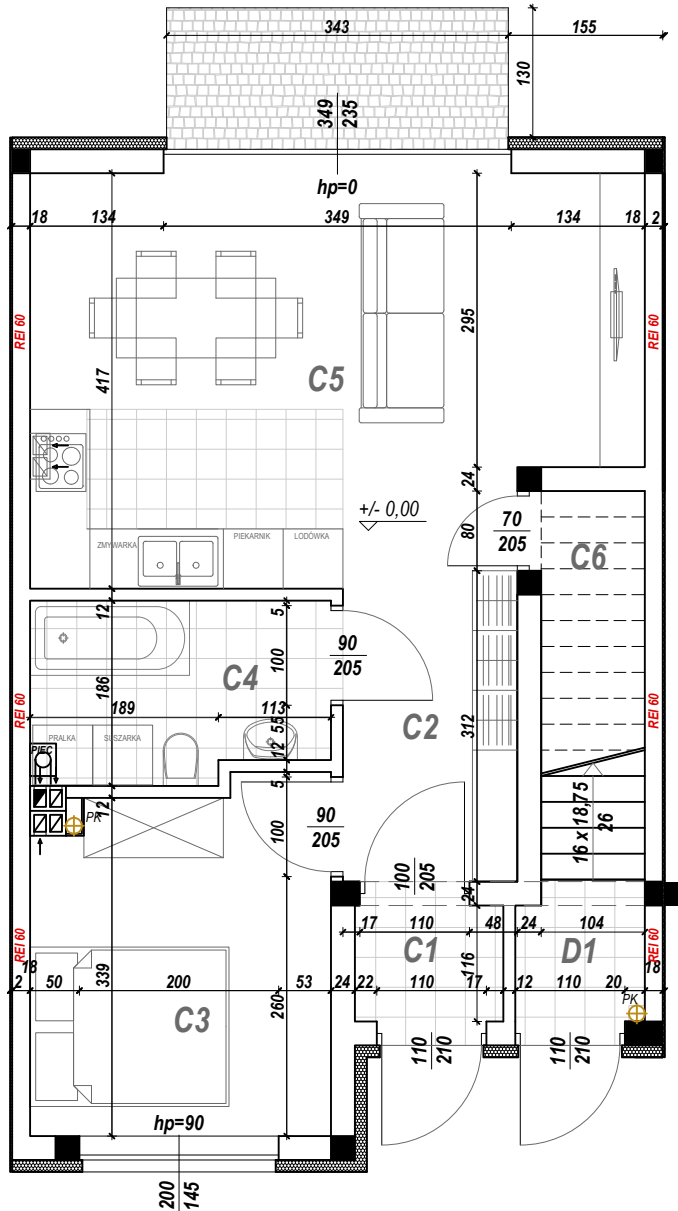 343
155
130
349
235
hp=0
18
134
349
134
18
2
REI 60
REI 60
295
417
C5
24
+/- 0,00
80
70
205
C6
ZMYWARKA
PIEKARNIK
LODÓWKA
12
5
90
205
100
C4
186
189
113
55
C2
312
REI 60
REI 60
PRALKA
SUSZARKA
PIEC
12
5
12
PK
100
90
205
100
205
16 x 18,75
26
24
17
110
48
24
104
C1
116
D1
REI 60
REI 60
18
2
50
339
200
53
24
22
110
17
12
110
20
18
260
C3
PK
110
210
110
210
hp=90
200
145